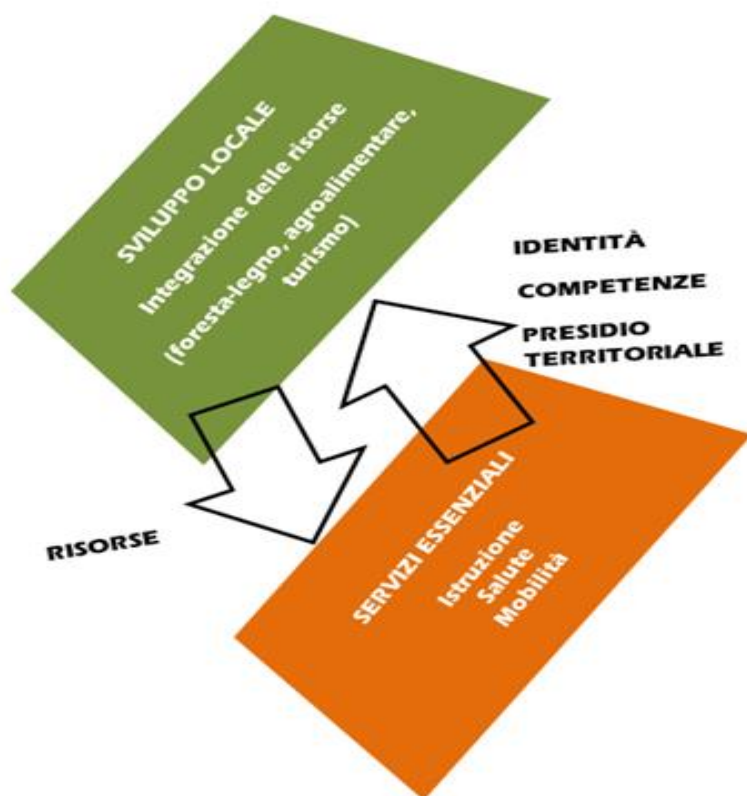 SVILUPPO LOCALE
Integrazione delle risorse
(foresta-legno, agroalimentare,
turismo)
IDENTITÀ
COMPETENZE
PRESIDIO
TERRITORIALE
RISORSE
SERVIZI ESSENZIALI
Istruzione
Salute
Mobilità